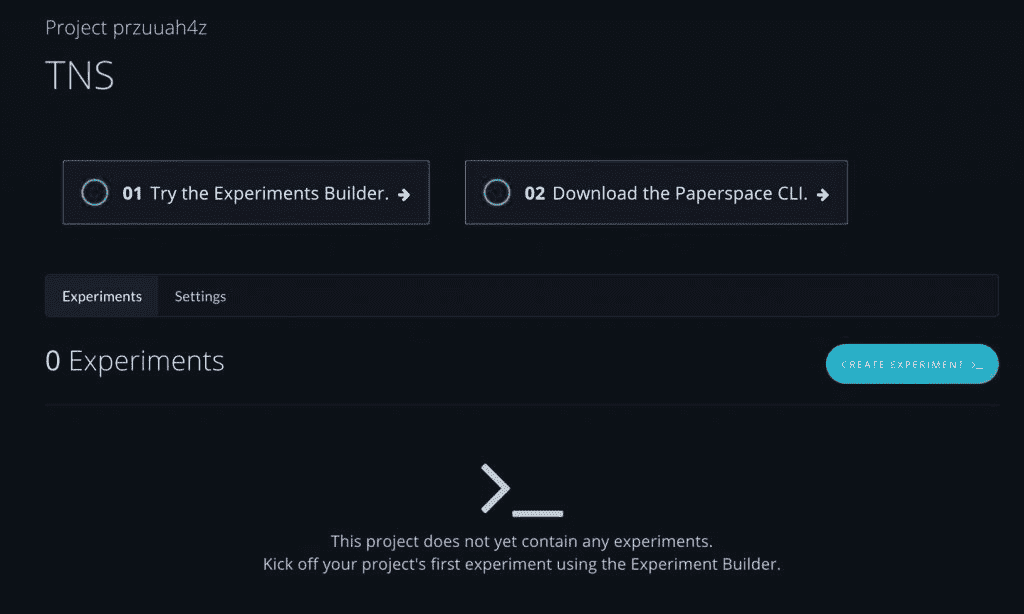 Project przuuah4z
TNS
01 Try the Experiments Builder. →
02 Download the Paperspace CLI. →
Experiments
Settings
0 Experiments
CREATE EXPERIMENT >_
>_
This project does not yet contain any experiments.
Kick off your project's first experiment using the Experiment Builder.